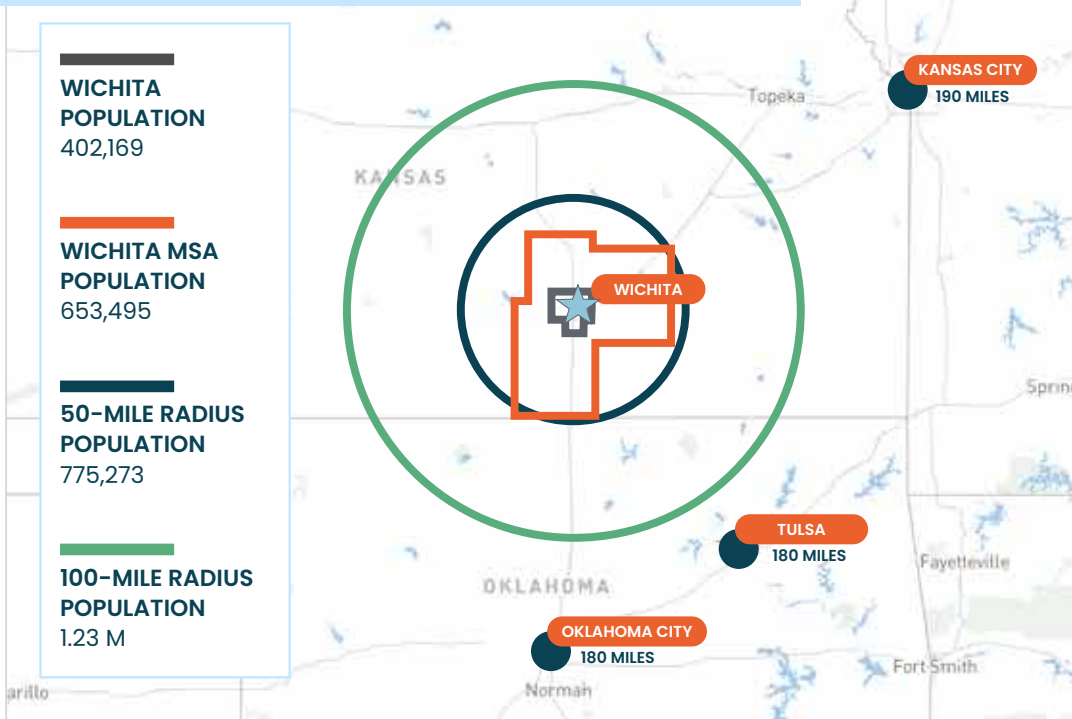 WICHITA
POPULATION
402,169
WICHITA MSA
POPULATION
653,495
50-MILE RADIUS
POPULATION
775,273
100-MILE RADIUS
POPULATION
1.23 M
KANSAS CITY
190 MILES
Topeka
KANSAS
WICHITA
Sprin
TULSA
180 MILES
Fayetteville
OKLAHOMA
OKLAHOMA CITY
180 MILES
Fort Smith
Norman
arillo